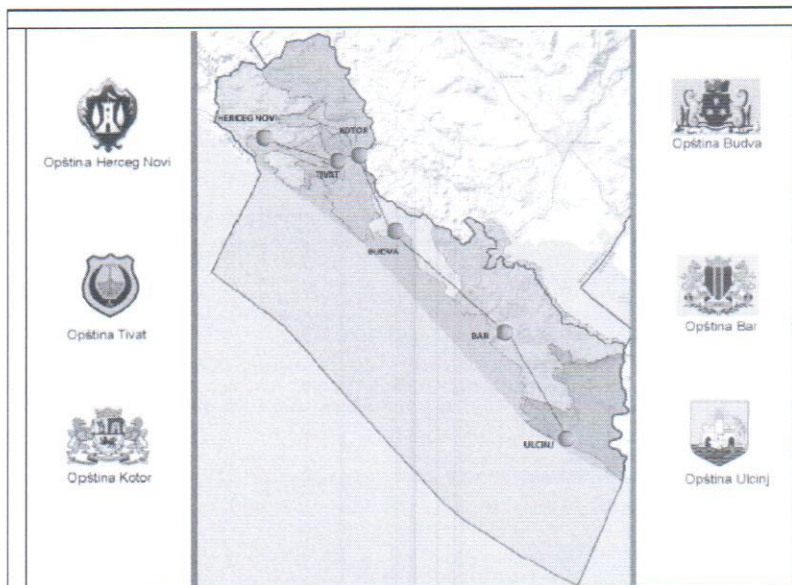 Opština Herceg Novi
Opština Tivat
Opština Kotor
HERCEG NOVI
KOTOR
TIVAT
BUDVA
BAR
ULCINJ
Opština Budva
Opština Bar
Opština Ulcinj